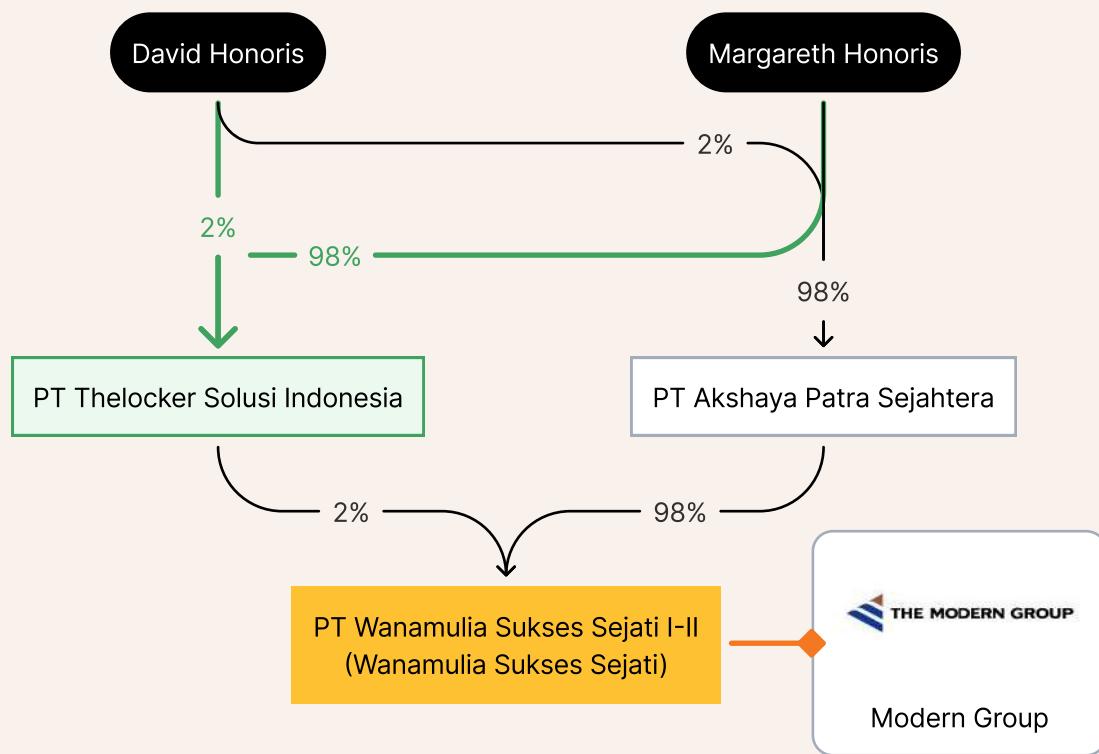 David Honoris
Margareth Honoris
2%
2%
98%
98%
PT Thelocker Solusi Indonesia
PT Akshaya Patra Sejahtera
2%
98%
PT Wanamulia Sukses Sejati I-II
(Wanamulia Sukses Sejati)
THE MODERN GROUP
Modern Group